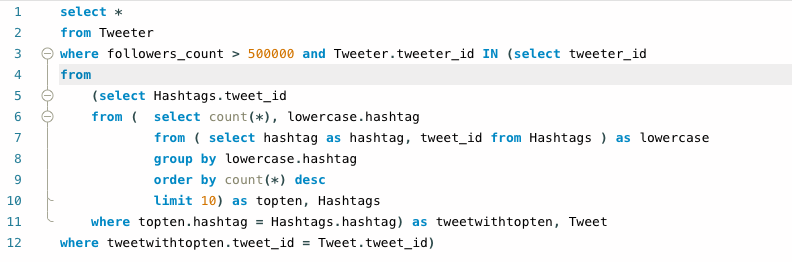 1 select *
2 from Tweeter
3 where followers_count > 500000 and Tweeter.tweeter_id IN (select tweeter_id
4 from
5 (select Hashtags.tweet_id
6 from (  select count(*), lowercase.hashtag
7 from ( select hashtag as hashtag, tweet_id from Hashtags ) as lowercase
8 group by lowercase.hashtag
9 order by count(*) desc
10 limit 10) as topten, Hashtags
11 where topten.hashtag = Hashtags.hashtag) as tweetwithtopten, Tweet
12 where tweetwithtopten.tweet_id = Tweet.tweet_id)